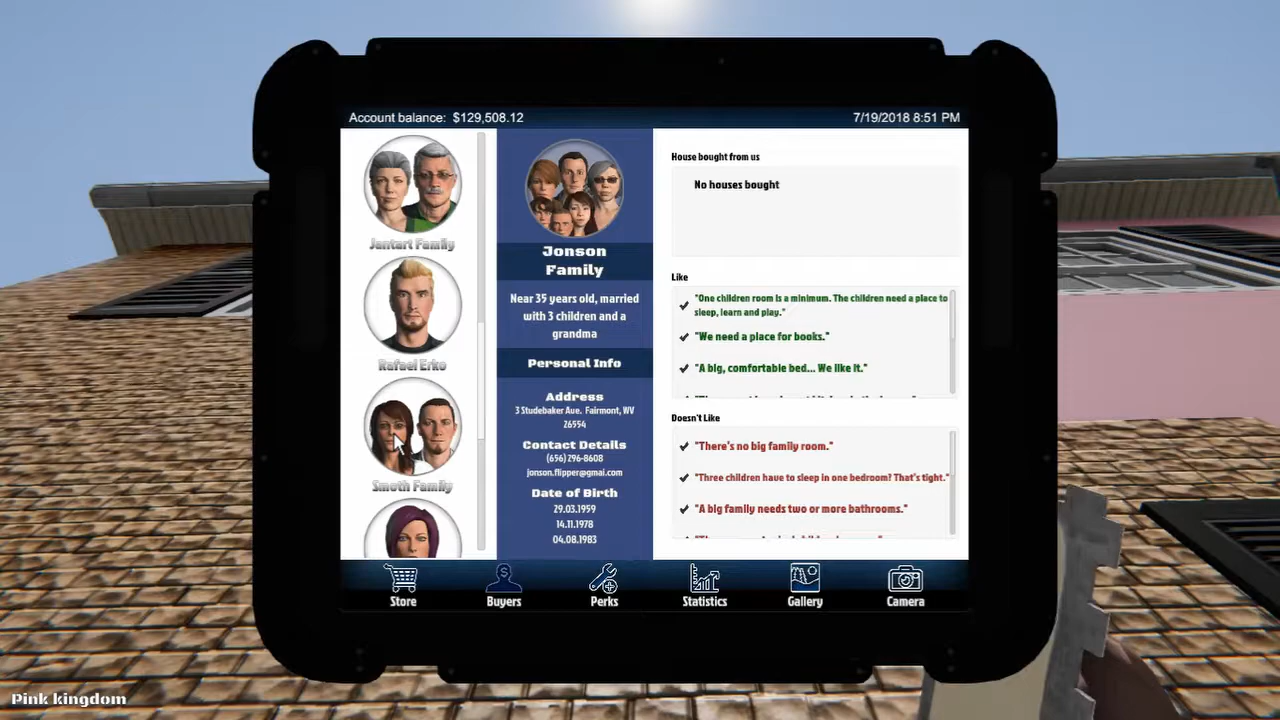 Account balance: $129,508.12
7/19/2018 8:51 PM
Jantart Family
Rafael Erko
Smoth Family
Jonson
Family
Near 35 years old, married
with 3 children and a
grandma
Personal Info
Address
3 Studebaker Ave. Fairmont, WV
26554
Contact Details
(656) 296-8608
jonson.flipper@gmai.com
Date of Birth
29.03.1959
14.11.1978
04.08.1983
House bought from us
No houses bought
Like
"One children room is a minimum. The children need a place to
sleep, learn and play."
"We need a place for books."
"A big, comfortable bed... We like it."
Doesn't Like
"There's no big family room."
"Three children have to sleep in one bedroom? That's tight."
"A big family needs two or more bathrooms."
Store
Buyers
Perks
Statistics
Gallery
Camera
Pink kingdom